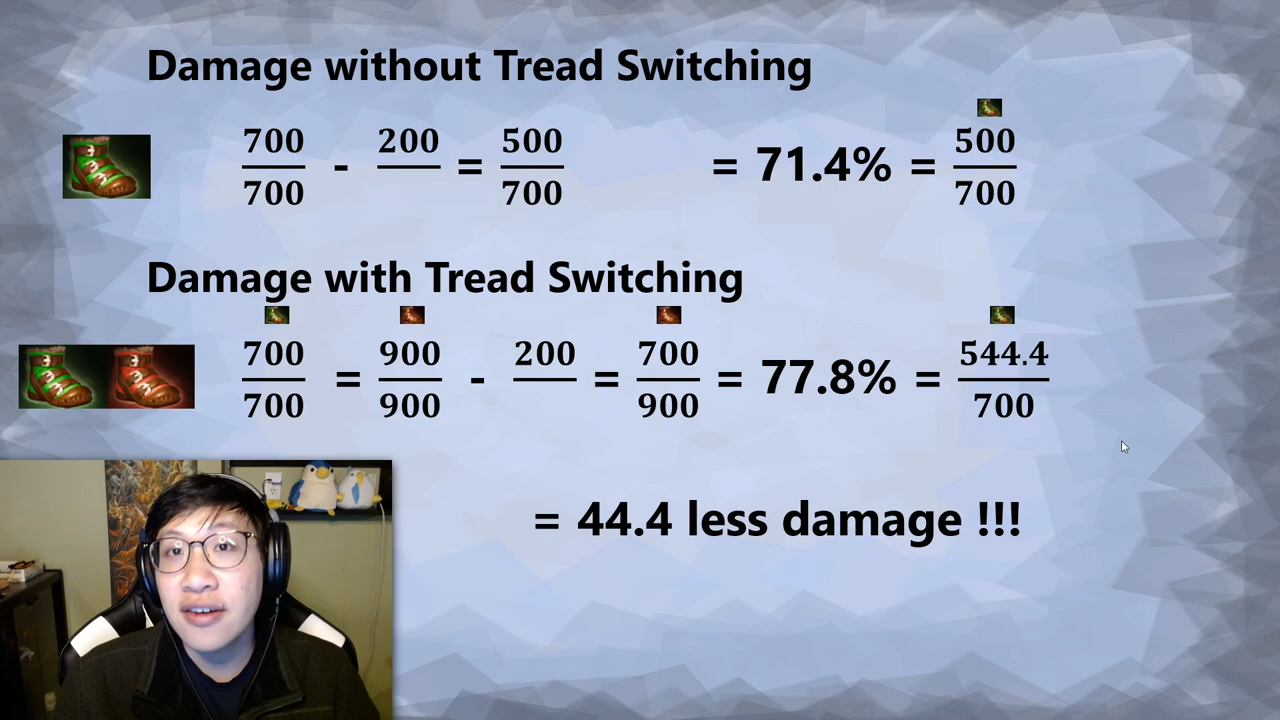 Damage without Tread Switching
700/700 - 200/ = 500/700 = 71.4% = 500/700
Damage with Tread Switching
700/700 = 900/900 - 200/ = 700/900 = 77.8% = 544.4/700
= 44.4 less damage !!!